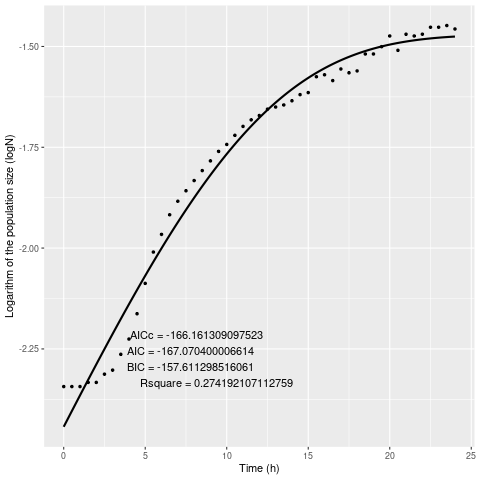 -1.50
-1.75
-2.00
-2.25
Logarithm of the population size (logN)
AICc = -166.161309097523
AIC = -167.070400006614
BIC = -157.611298516061
Rsquare = 0.274192107112759
0 5 10 15 20 25
Time (h)